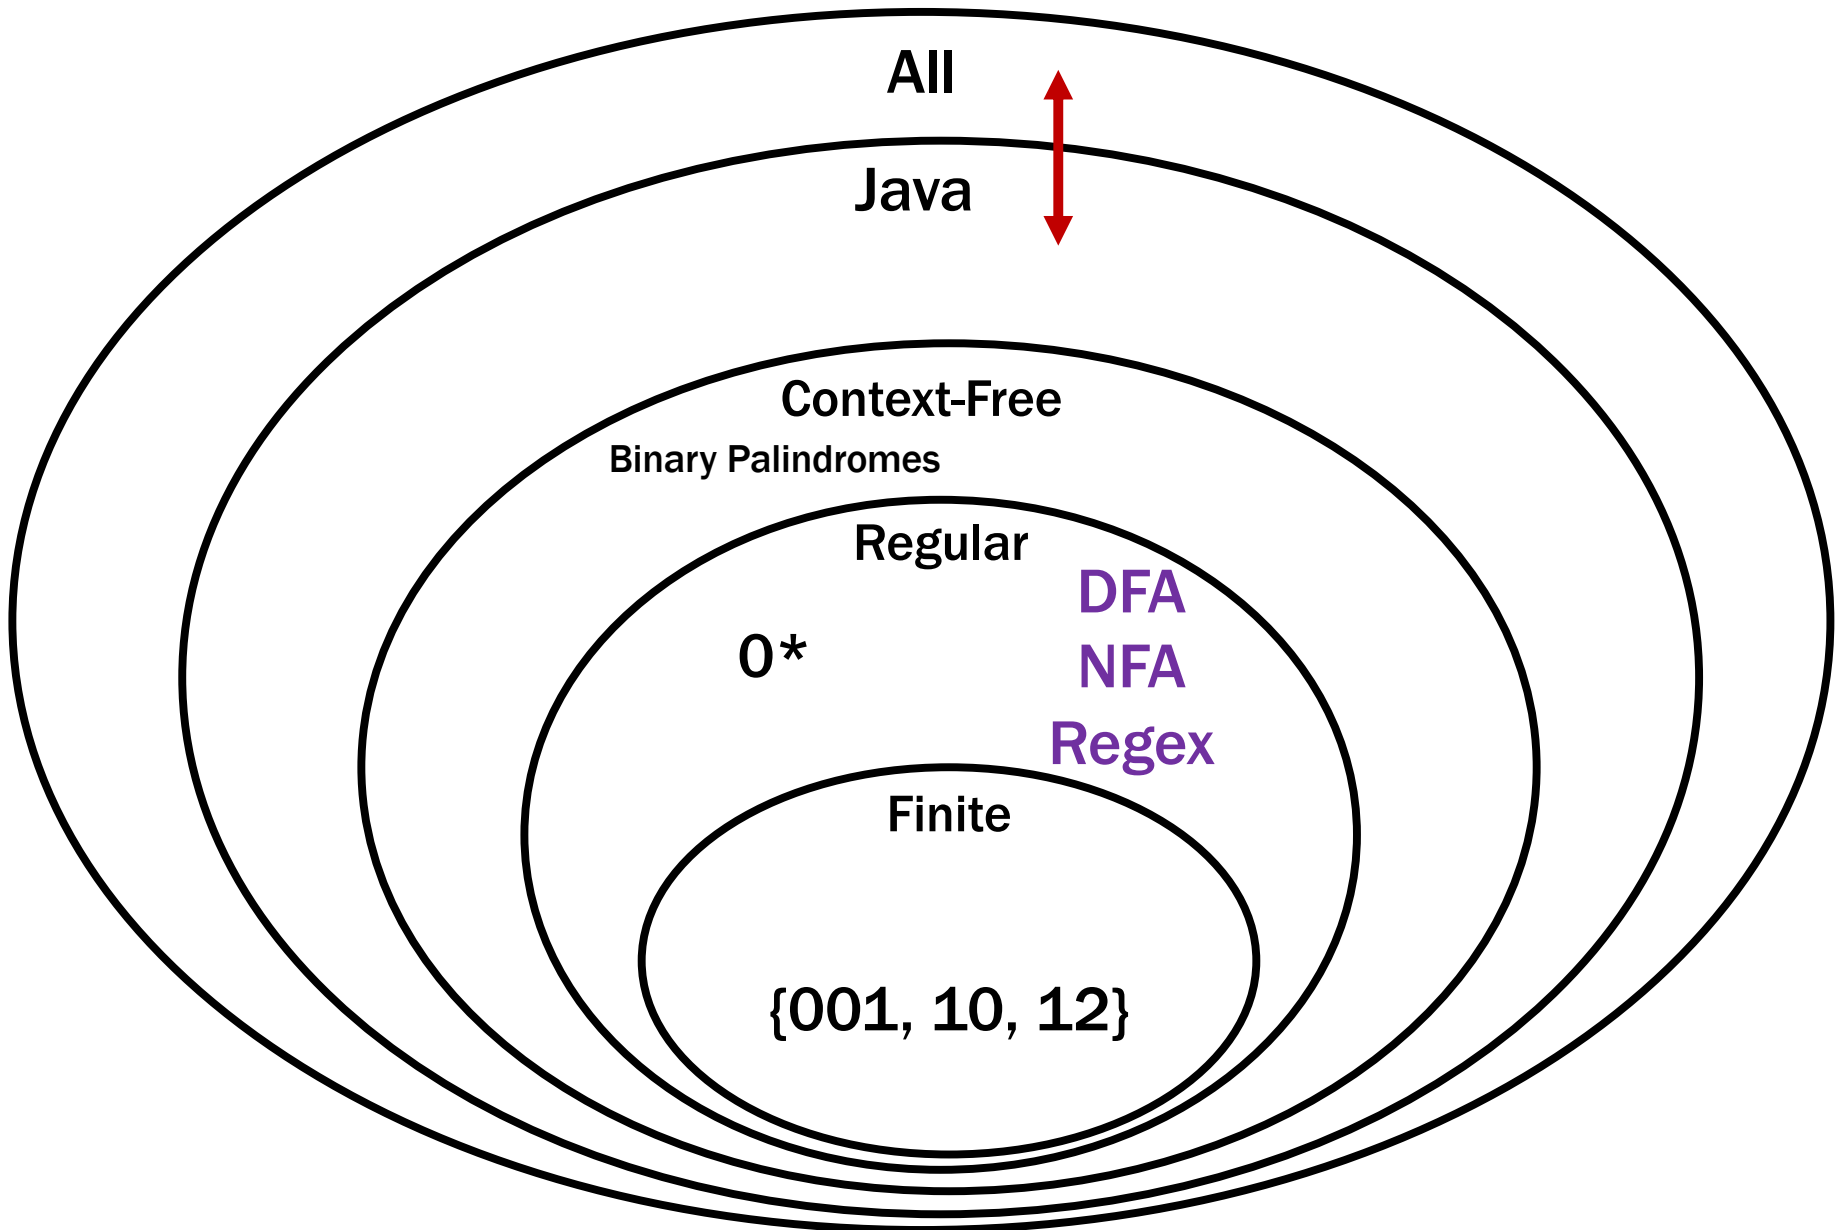 All
Java
Context-Free
Binary Palindromes
Regular
DFA
0*
NFA
Regex
Finite
{001, 10, 12}